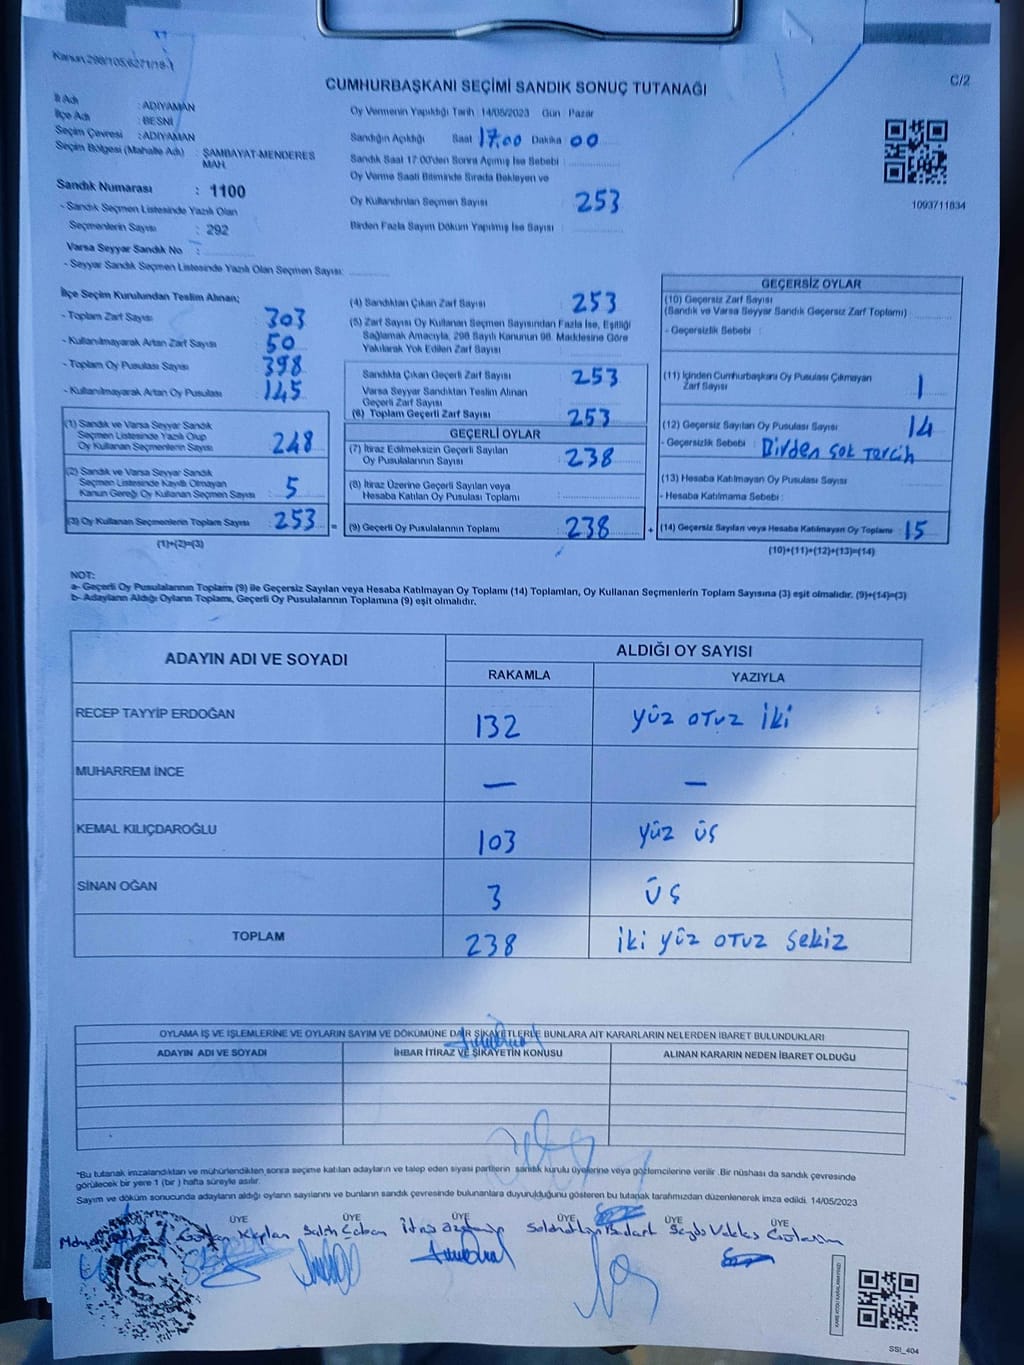 Kanun 298/105,6271/18-1
C/2
CUMHURBAŞKANI SEÇİMİ SANDIK SONUÇ TUTANAĞI
İl Adı : ADIYAMAN
İlçe Adı : BESNİ
Seçim Çevresi : ADIYAMAN
Seçim Bölgesi (Mahalle Adı) : ŞAMBAYAT-MENDERES MAH.
Sandık Numarası : 1100
- Sandık Seçmen Listesinde Yazılı Olan
Seçmenlerin Sayısı : 292
Varsa Seyyar Sandık No :
- Seyyar Sandık Seçmen Listesinde Yazılı Olan Seçmen Sayısı:
Oy Vermenin Yapıldığı Tarih : 14/05/2023 Gün : Pazar
Sandığın Açıldığı Saat 17.00 Dakika 00
Sandık Saat 17:00'den Sonra Açımış İse Sebebi :
Oy Verme Saati Bitiminde Sırada Bekleyen ve
Oy Kullandırılan Seçmen Sayısı 253
Birden Fazla Sayım Döküm Yapılmış İse Sayısı :
1093711834
İlçe Seçim Kurulundan Teslim Alınan;
- Toplam Zarf Sayısı : 303
- Kullanılmayarak Artan Zarf Sayısı : 50
- Toplam Oy Pusulası Sayısı : 398
- Kullanılmayarak Artan Oy Pusulası : 145
(1) Sandık ve Varsa Seyyar Sandık
Seçmen Listesinde Yazılı Olup
Oy Kullanan Seçmenlerin Sayısı : 248
(2) Sandık ve Varsa Seyyar Sandık
Seçmen Listesinde Kayıtlı Olmayan
Kanun Gereği Oy Kullanan Seçmen Sayısı : 5
(3) Oy Kullanan Seçmenlerin Toplam Sayısı : 253 =
(1)+(2)=(3)
(4) Sandıktan Çıkan Zarf Sayısı : 253
(5) Zarf Sayısı Oy Kullanan Seçmen Sayısından Fazla İse, Eşitliği
Sağlamak Amacıyla, 298 Sayılı Kanunun 98. Maddesine Göre
Yakılarak Yok Edilen Zarf Sayısı :
Sandıkta Çıkan Geçerli Zarf Sayısı : 253
Varsa Seyyar Sandıktan Teslim Alınan
Geçerli Zarf Sayısı :
(6) Toplam Geçerli Zarf Sayısı : 253
GEÇERLİ OYLAR
(7) İtiraz Edilmeksizin Geçerli Sayılan
Oy Pusulalarının Sayısı : 238
(8) İtiraz Üzerine Geçerli Sayılan veya
Hesaba Katılan Oy Pusulası Toplamı :
(9) Geçerli Oy Pusulalarının Toplamı : 238 +
GEÇERSİZ OYLAR
(10) Geçersiz Zarf Sayısı
(Sandık ve Varsa Seyyar Sandık Geçersiz Zarf Toplamı) :
- Geçersizlik Sebebi :
(11) İçinden Cumhurbaşkanı Oy Pusulası Çıkmayan
Zarf Sayısı : 1
(12) Geçersiz Sayılan Oy Pusulası Sayısı : 14
- Geçersizlik Sebebi : Birden çok Tercih
(13) Hesaba Katılmayan Oy Pusulası Sayısı :
- Hesaba Katılmama Sebebi :
(14) Geçersiz Sayılan veya Hesaba Katılmayan Oy Toplamı : 15
(10)+(11)+(12)+(13)=(14)
NOT:
a- Geçerli Oy Pusulalarının Toplamı (9) ile Geçersiz Sayılan veya Hesaba Katılmayan Oy Toplamı (14) Toplamları, Oy Kullanan Seçmenlerin Toplam Sayısına (3) eşit olmalıdır. (9)+(14)=(3)
b- Adayların Aldığı Oyların Toplamı, Geçerli Oy Pusulalarının Toplamına (9) eşit olmalıdır.
ADAYIN ADI VE SOYADI
ALDIĞI OY SAYISI
RAKAMLA YAZIYLA
RECEP TAYYİP ERDOĞAN 132 yüz otuz iki
MUHARREM İNCE — —
KEMAL KILIÇDAROĞLU 103 yüz üç
SİNAN OĞAN 3 üç
TOPLAM 238 iki yüz otuz sekiz
OYLAMA İŞ VE İŞLEMLERİNE VE OYLARIN SAYIM VE DÖKÜMÜNE DAİR ŞİKAYETLERLE BUNLARA AİT KARARLARIN NELERDEN İBARET BULUNDUKLARI
ADAYIN ADI VE SOYADI İHBAR İTİRAZ VE ŞİKAYETİN KONUSU ALINAN KARARIN NEDEN İBARET OLDUĞU
*Bu tutanak imzalandıktan ve mühürlendikten sonra seçime katılan adayların ve talep eden siyasi partilerin sandık kurulu üyelerine veya gözlemcilerine verilir .Bir nüshası da sandık çevresinde
görülecek bir yere 1 (bir ) hafta süreyle asılır.
Sayım ve döküm sonucunda adayların aldığı oyların sayılarını ve bunların sandık çevresinde bulunanlara duyurulduğunu gösteren bu tutanak tarafımızdan düzenlenerek imza edildi. 14/05/2023
ÜYE ÜYE ÜYE ÜYE ÜYE ÜYE
Kaplan Salih Çaban
SSI_404